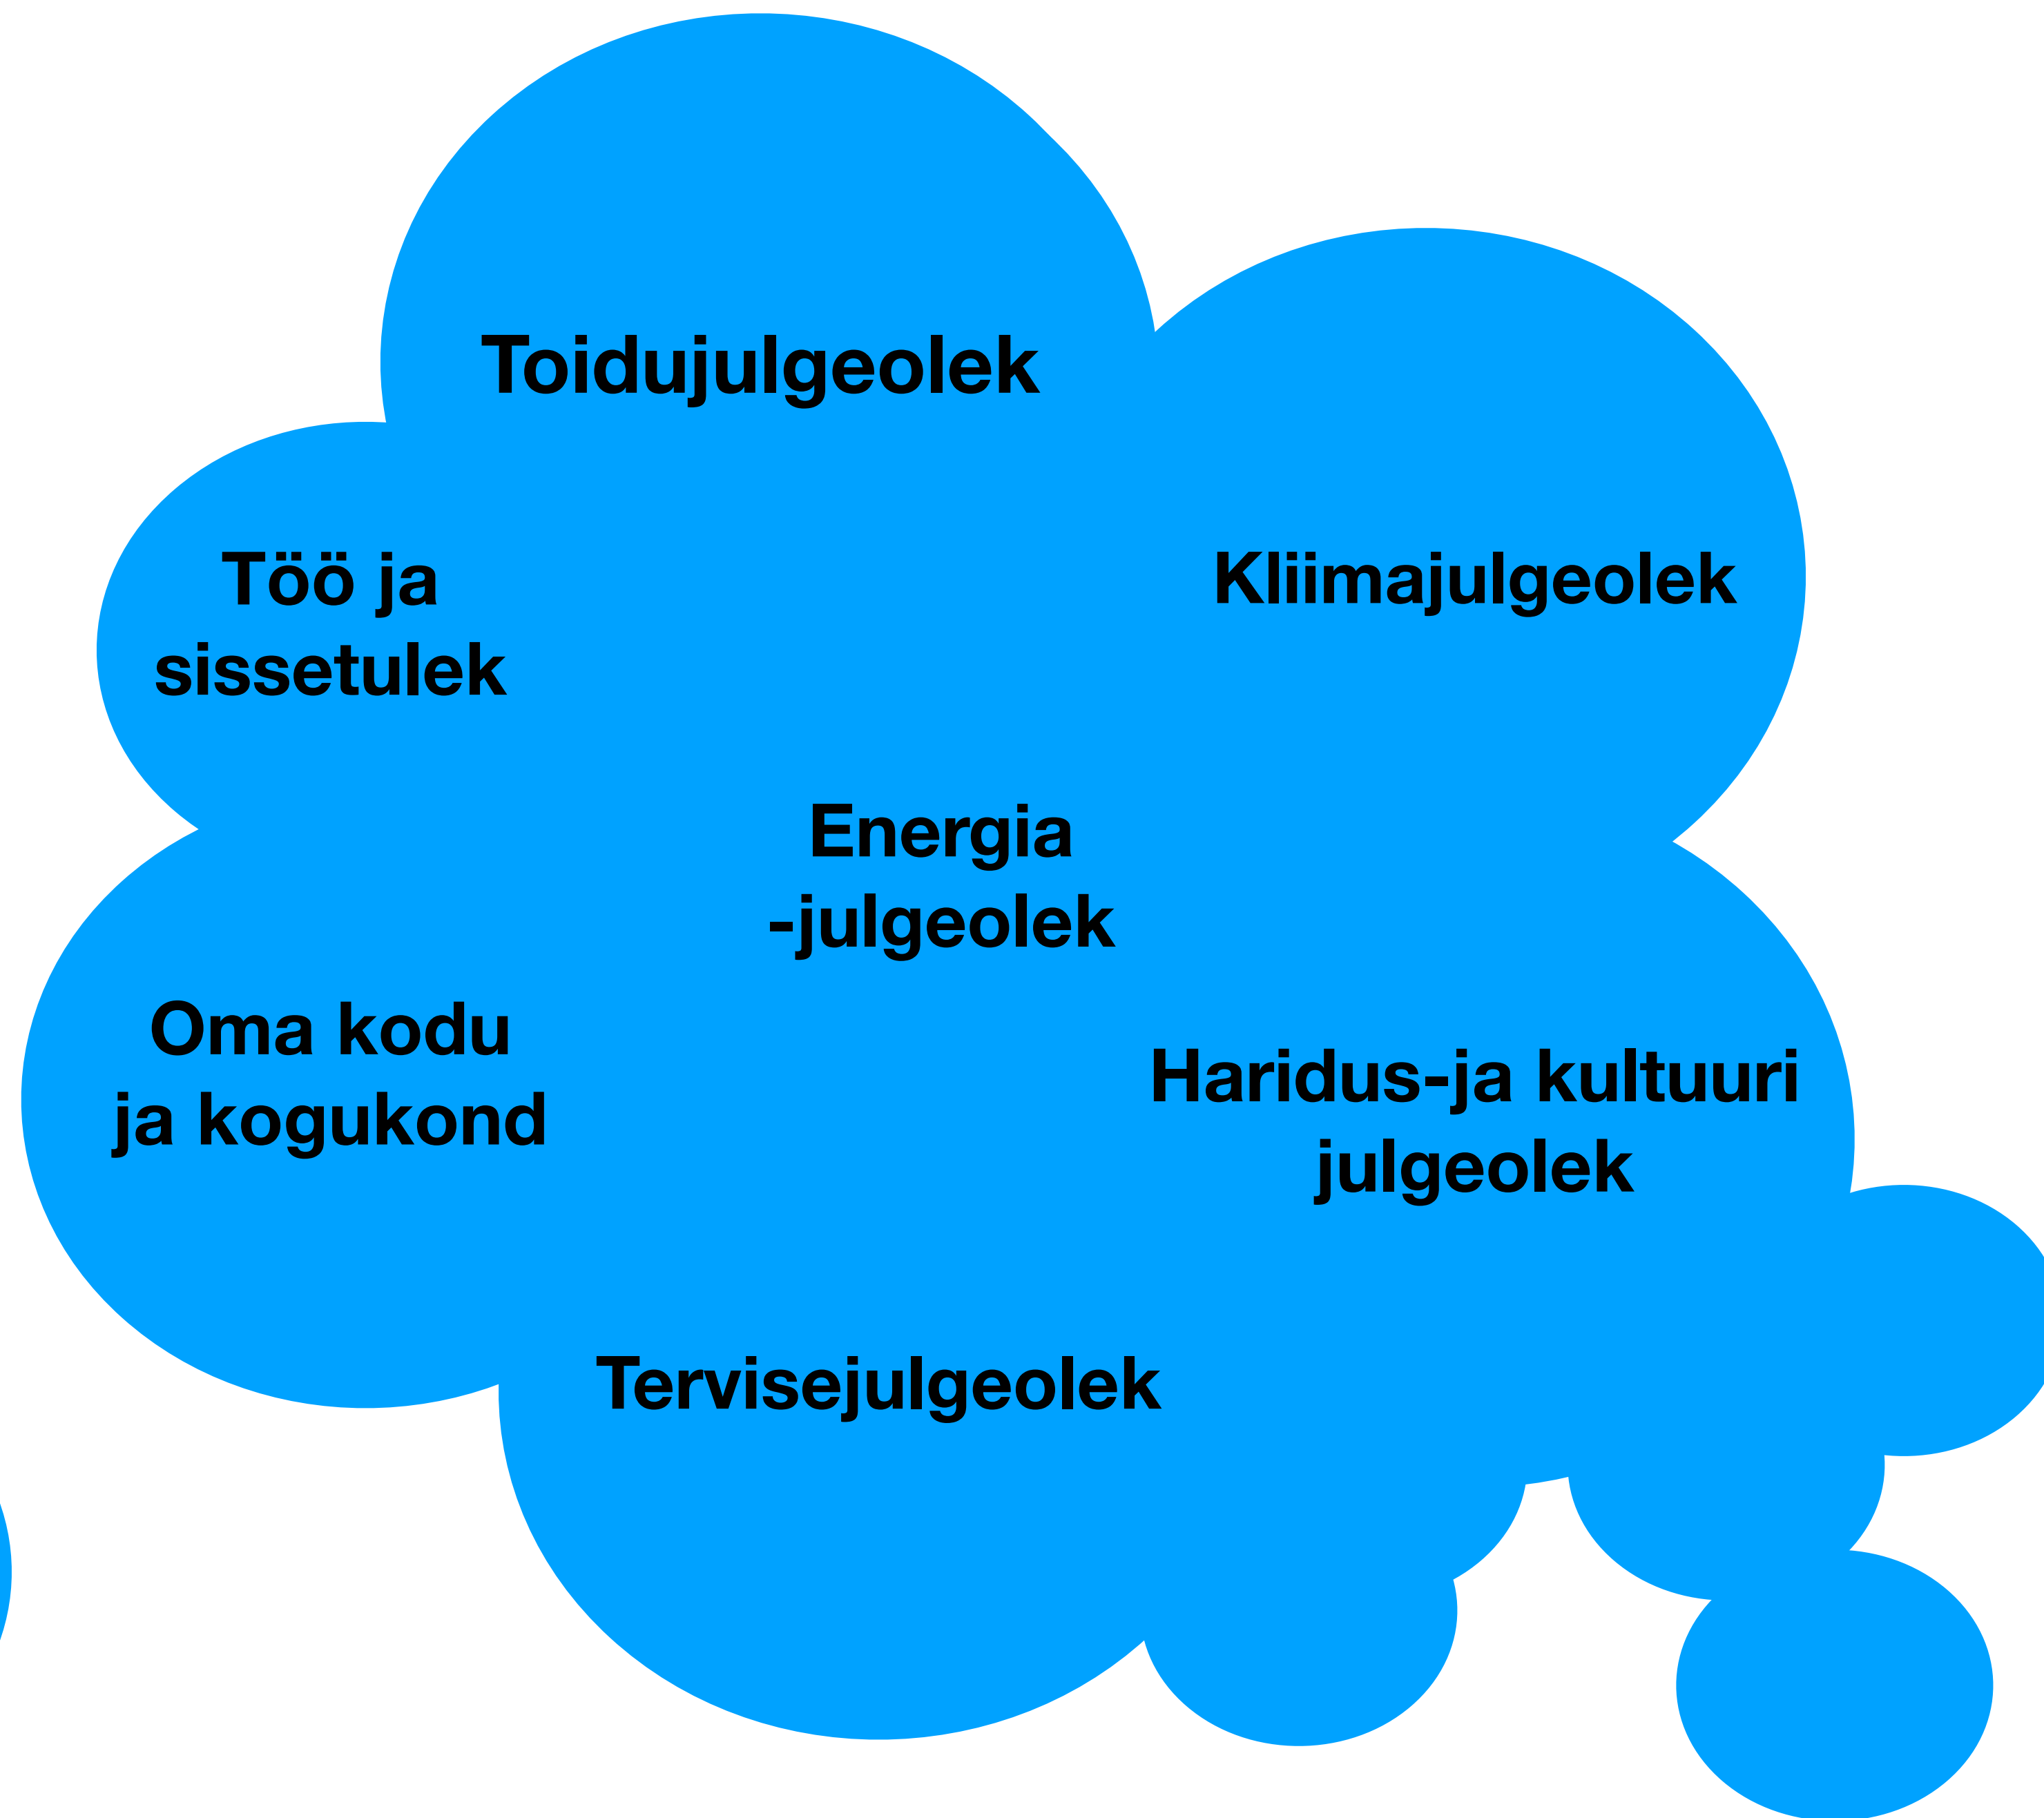 Toidujulgeolek
Töö ja
sissetulek
Kliimajulgeolek
Energia
-julgeolek
Oma kodu
ja kogukond
Haridus-ja kultuuri
julgeolek
Tervisejulgeolek